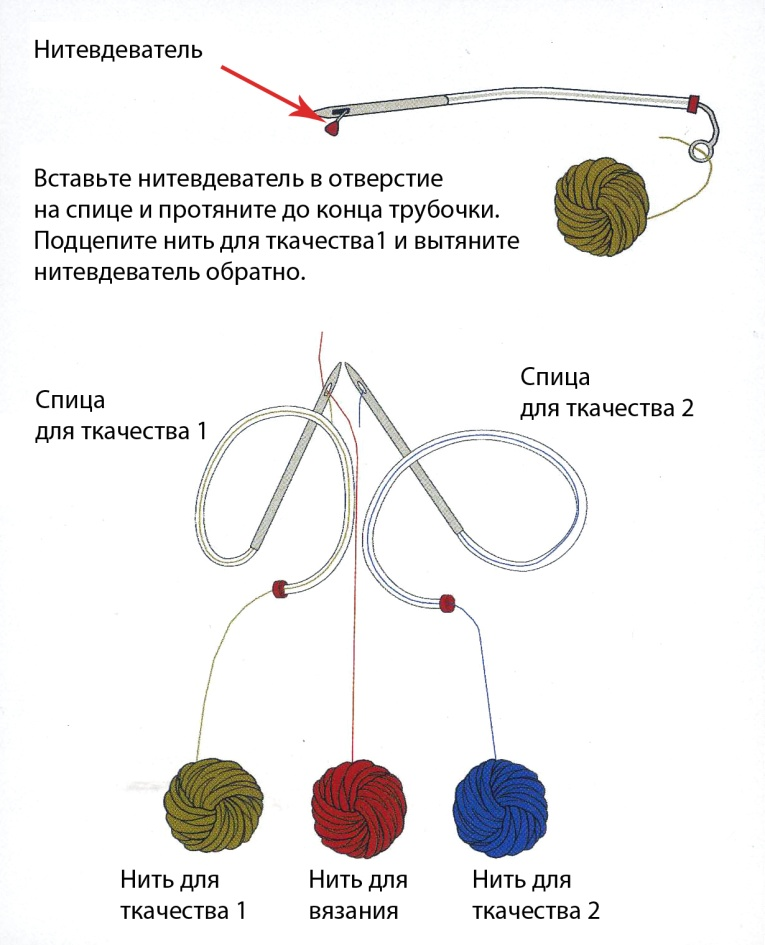 Нитевдеватель
Вставьте нитевдеватель в отверстие
на спице и протяните до конца трубочки.
Подцепите нить для ткачества1 и вытяните
нитевдеватель обратно.
Спица
для ткачества 1
Спица
для ткачества 2
Нить для
ткачества 1
Нить для
вязания
Нить для
ткачества 2